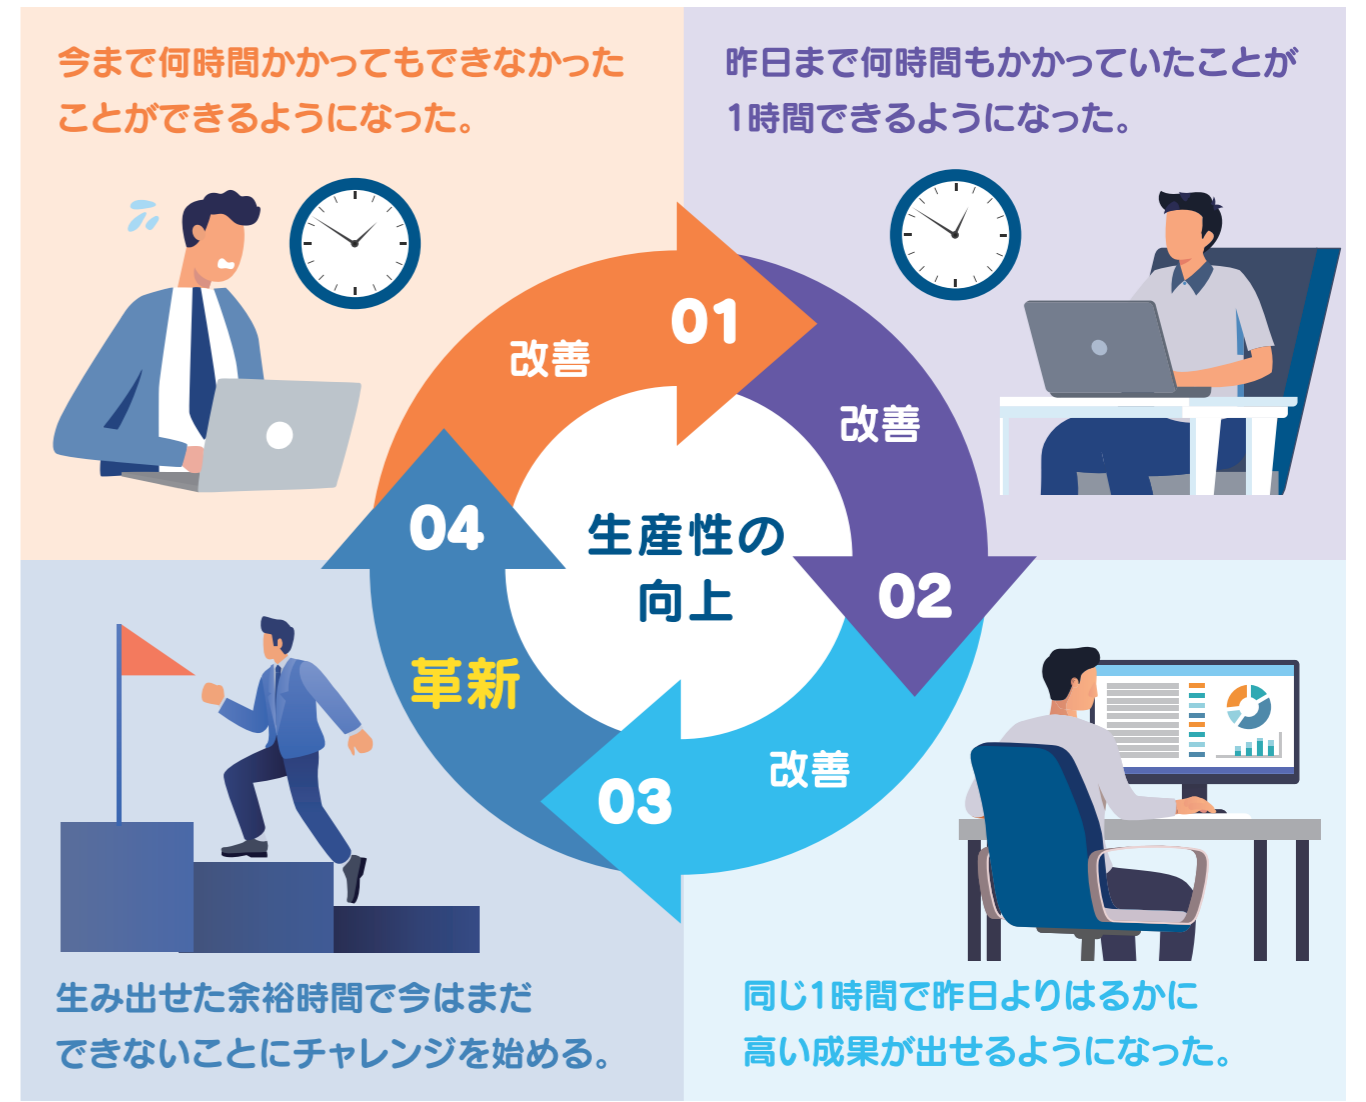 今まで何時間かかってもできなかった
ことができるようになった。
昨日まで何時間もかかっていたことが
1時間できるようになった。
01
改善
改善
02
生産性の
向上
04
革新
03
改善
生み出せた余裕時間で今はまだ
できないことにチャレンジを始める。
同じ1時間で昨日よりはるかに
高い成果が出せるようになった。